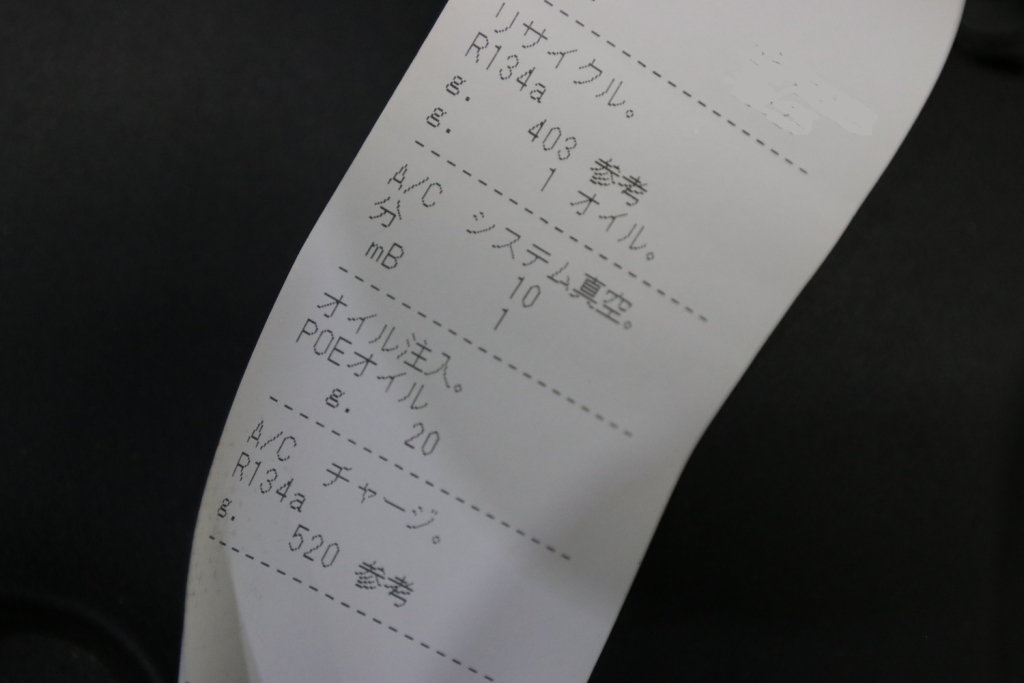 リサイクル。
R134a
g. 403 参考
g. 1 オイル。
A/C システム真空。
分 10
mB 1
オイル注入。
POEオイル
g. 20
A/C チャージ。
R134a
g. 520 参考